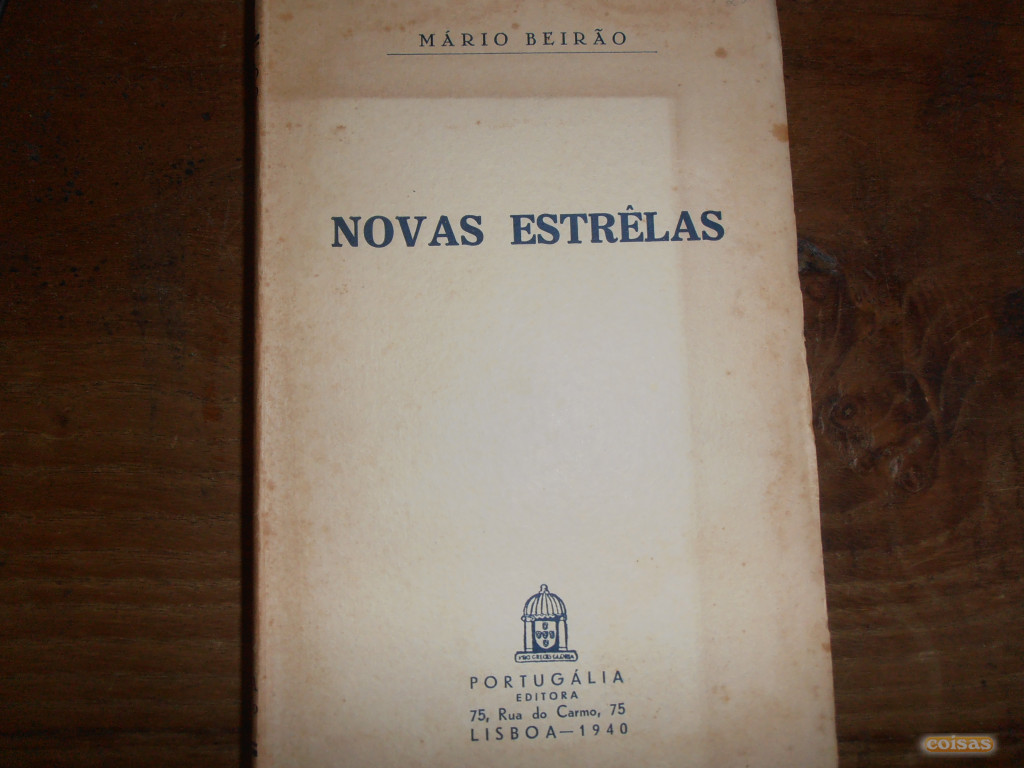 MÁRIO BEIRÃO
NOVAS ESTRÊLAS
PORTUGÁLIA
EDITORA
75, Rua do Carmo, 75
LISBOA—1940
coisas